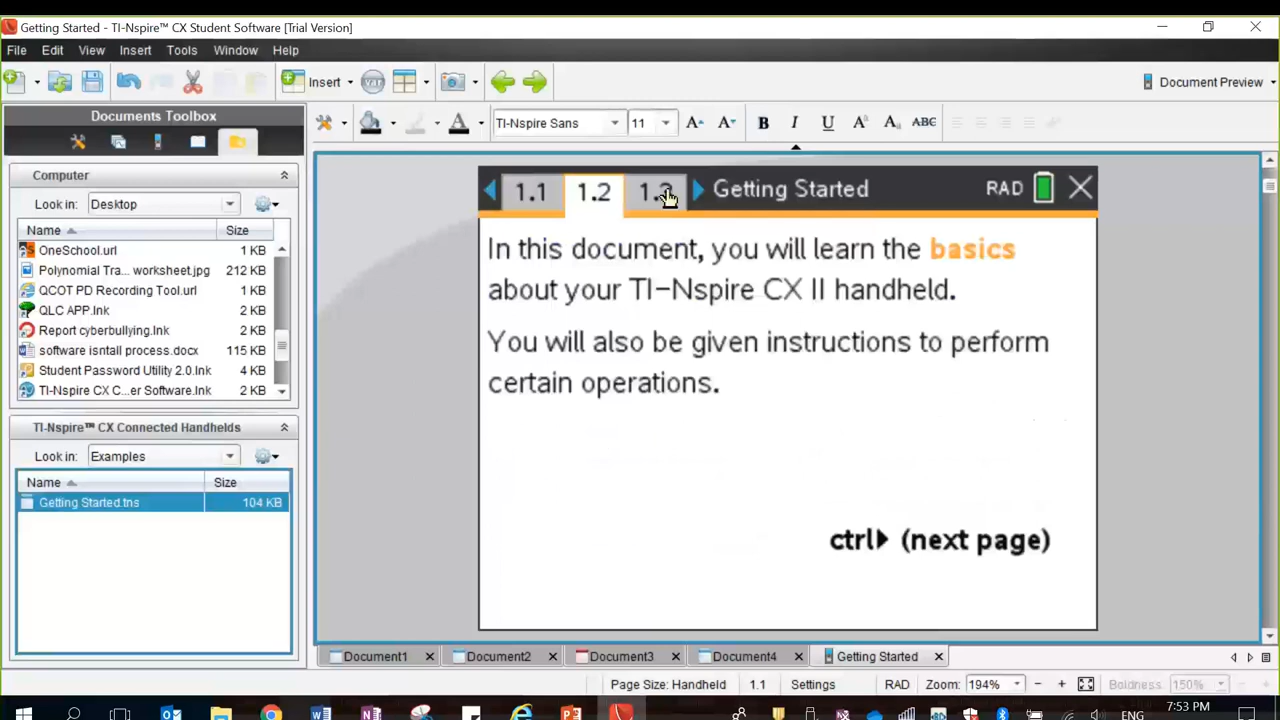 Getting Started - TI-Nspire™ CX Student Software [Trial Version]
File Edit View Insert Tools Window Help
Insert var Document Preview
Documents Toolbox
TI-Nspire Sans 11 A A B I U A A ABC
Computer
Look in: Desktop
Name Size
OneSchool.url 1 KB
Polynomial Tra... worksheet.jpg 212 KB
QCOT PD Recording Tool.url 1 KB
QLC APP.lnk 1 KB
Report cyberbullying.lnk 1 KB
software isntall process.docx 115 KB
Student Password Utility 2.0.lnk 4 KB
TI-Nspire CX C...er Software.lnk 2 KB
TI-Nspire™ CX Connected Handhelds
Look in: Examples
Name Size
Getting Started.tns 104 KB
1.1 1.2 Getting Started RAD
In this document, you will learn the basics
about your TI-Nspire CX II handheld.
You will also be given instructions to perform
certain operations.
ctrl▸ (next page)
Document1 Document2 Document3 Document4 Getting Started
Page Size: Handheld 1.1 Settings RAD Zoom: 194% Boldness: 150%
7:53 PM
ENG